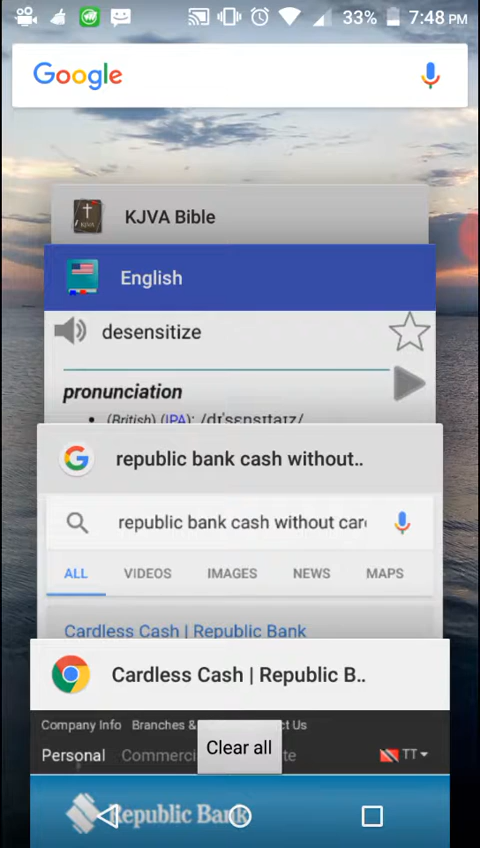 33% 7:48 PM
Google
KJVA Bible
English
desensitize
pronunciation
• (British) (IPA): /dɪˈsɛnsɪtaɪz/
republic bank cash without..
republic bank cash without car
ALL VIDEOS IMAGES NEWS MAPS
Cardless Cash | Republic Bank
Cardless Cash | Republic B..
Company Info Branches & ct Us
Clear all
Personal Commerci te TT
Republic Bank